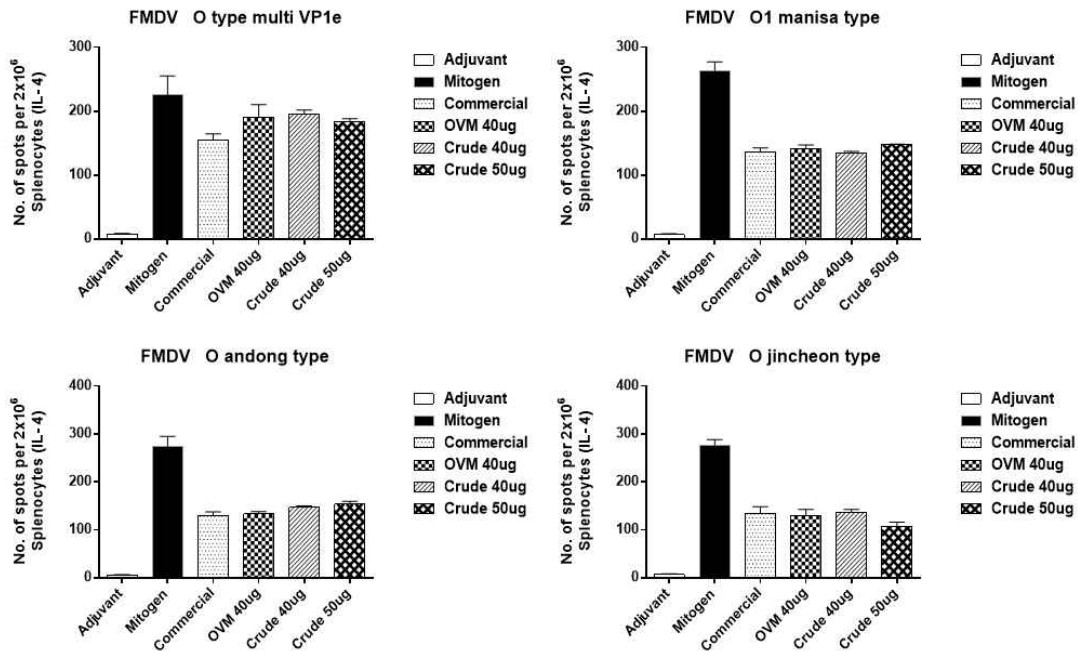 FMDV O type multi VP1e
No. of spots per 2x10⁶
Splenocytes (IL- 4)
300
200
100
0
Adjuvant
Mitogen
Commercial
OVM 40ug
Crude 40ug
Crude 50ug
Adjuvant
Mitogen
Commercial
OVM 40ug
Crude 40ug
Crude 50ug
FMDV O1 manisa type
No. of spots per 2x10⁶
Splenocytes (IL- 4)
300
200
100
0
Adjuvant
Mitogen
Commercial
OVM 40ug
Crude 40ug
Crude 50ug
Adjuvant
Mitogen
Commercial
OVM 40ug
Crude 40ug
Crude 50ug
FMDV O andong type
No. of spots per 2x10⁶
Splenocytes (IL- 4)
400
300
200
100
0
Adjuvant
Mitogen
Commercial
OVM 40ug
Crude 40ug
Crude 50ug
Adjuvant
Mitogen
Commercial
OVM 40ug
Crude 40ug
Crude 50ug
FMDV O jincheon type
No. of spots per 2x10⁶
Splenocytes (IL- 4)
400
300
200
100
0
Adjuvant
Mitogen
Commercial
OVM 40ug
Crude 40ug
Crude 50ug
Adjuvant
Mitogen
Commercial
OVM 40ug
Crude 40ug
Crude 50ug